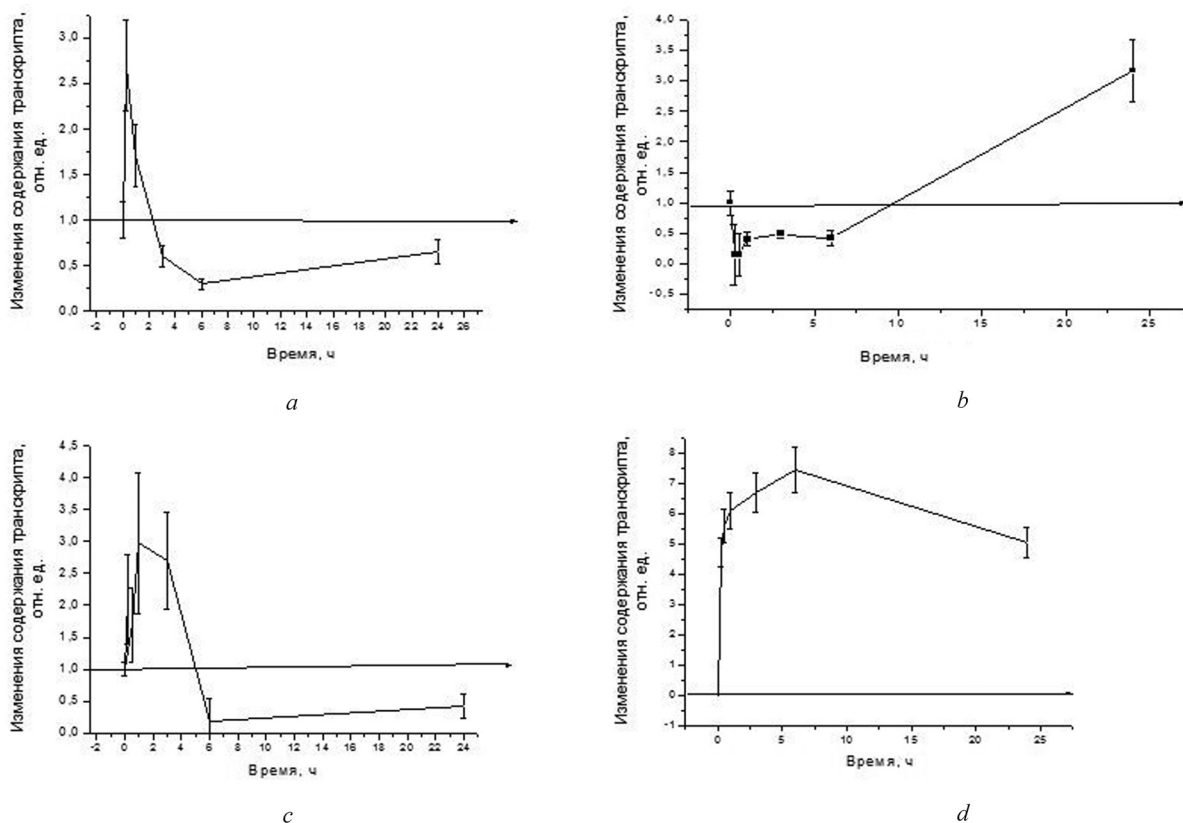 Изменения содержания транскрипта,
отн. ед.
3,0
2,5
2,0
1,5
1,0
0,5
0,0
-2 0 2 4 6 8 10 12 14 16 18 20 22 24 26
Время, ч
a
Изменения содержания транскрипта,
отн. ед.
4,0
3,5
3,0
2,5
2,0
1,5
1,0
0,5
0,0
-0,5
0 5 10 15 20 25
Время, ч
b
Изменения содержания транскрипта,
отн. ед.
4,5
4,0
3,5
3,0
2,5
2,0
1,5
1,0
0,5
0,0
-2 0 2 4 6 8 10 12 14 16 18 20 22 24
Время, ч
c
Изменения содержания транскрипта,
отн. ед.
8
7
6
5
4
3
2
1
0
-1
0 5 10 15 20 25
Время, ч
d